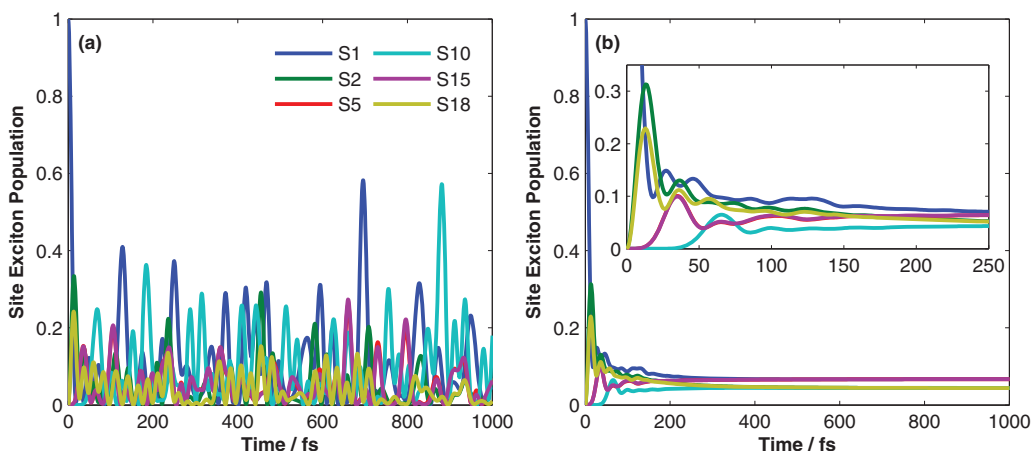 (a)
S1 S10
S2 S15
S5 S18
Site Exciton Population
1
0.8
0.6
0.4
0.2
0
0 200 400 600 800 1000
Time / fs
(b)
Site Exciton Population
1
0.8
0.6
0.4
0.2
0
0.3
0.2
0.1
0
0 50 100 150 200 250
0 200 400 600 800 1000
Time / fs